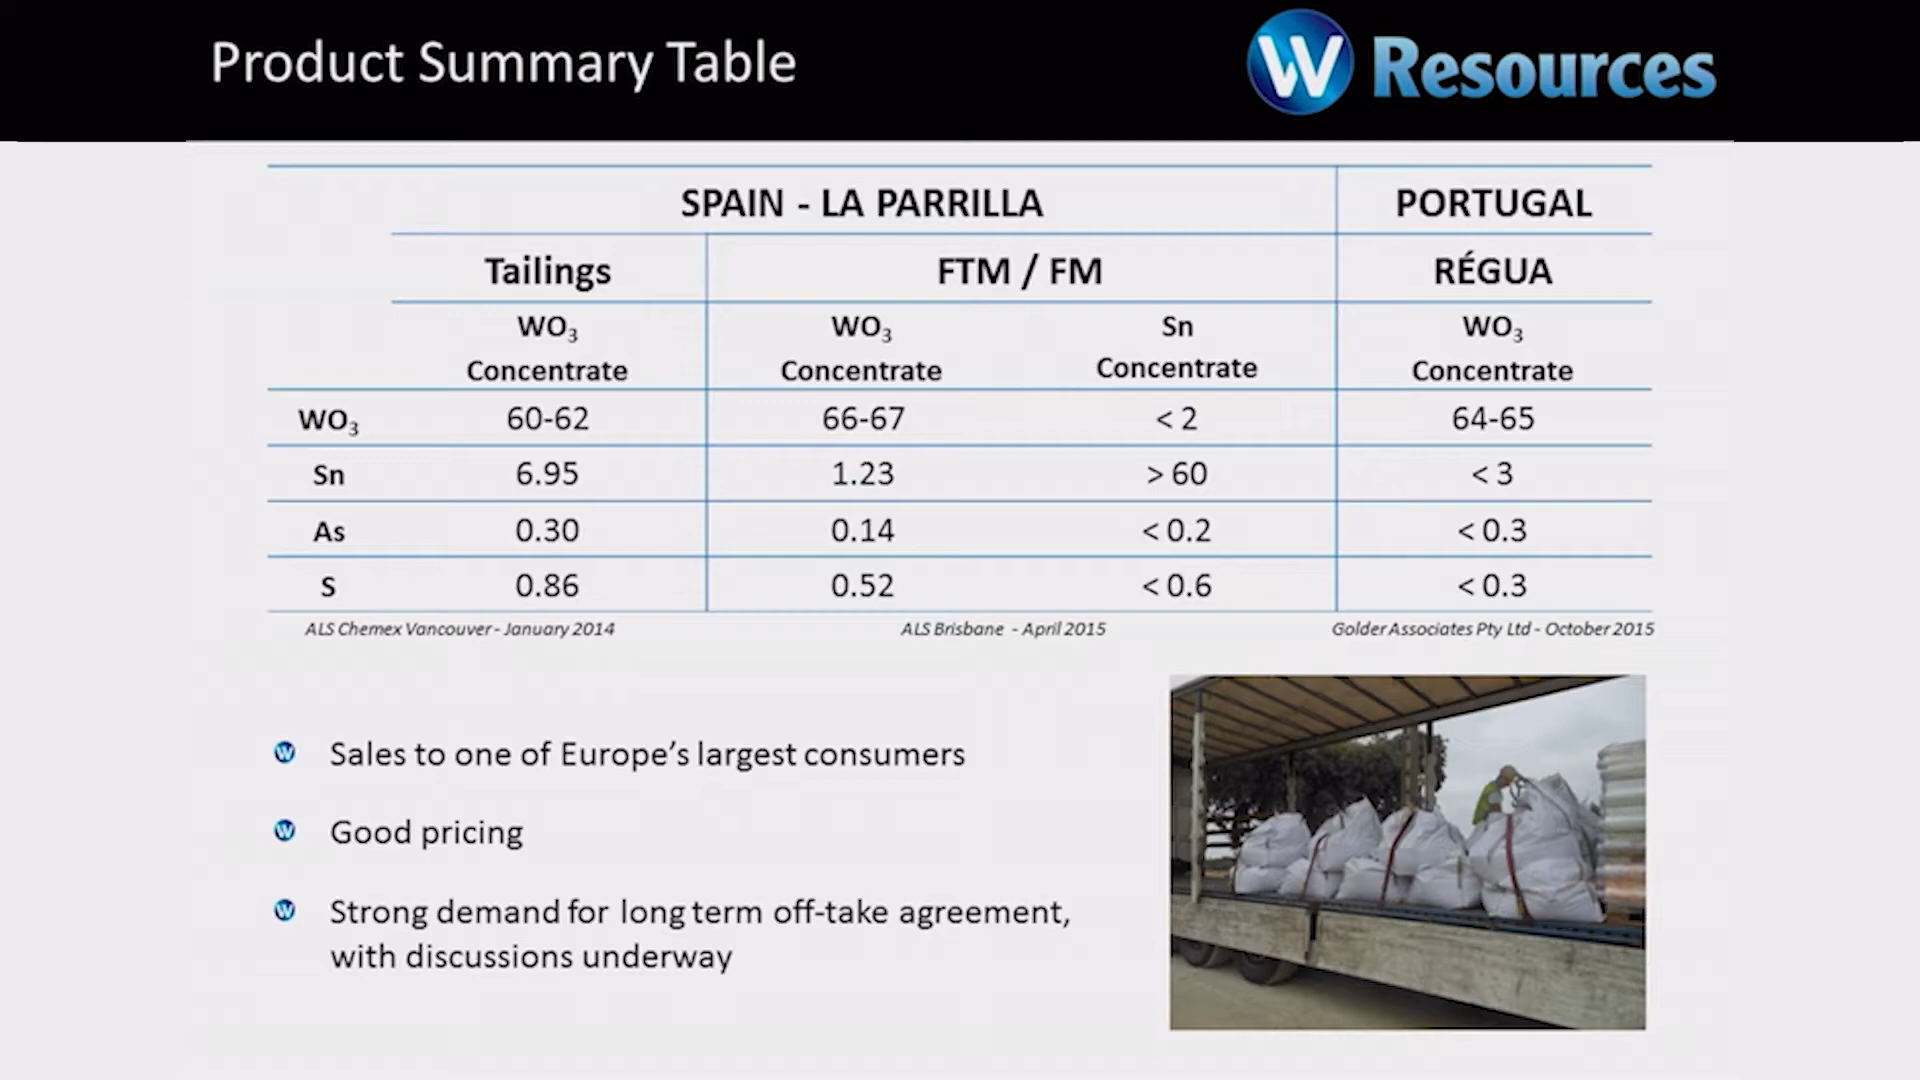 Product Summary Table
W Resources
SPAIN - LA PARRILLA PORTUGAL
Tailings FTM / FM RÉGUA
WO₃ WO₃ Sn WO₃
Concentrate Concentrate Concentrate Concentrate
WO₃ 60-62 66-67 < 2 64-65
Sn 6.95 1.23 > 60 < 3
As 0.30 0.14 < 0.2 < 0.3
S 0.86 0.52 < 0.6 < 0.3
ALS Chemex Vancouver - January 2014 ALS Brisbane - April 2015 Golder Associates Pty Ltd - October 2015
W Sales to one of Europe’s largest consumers
W Good pricing
W Strong demand for long term off-take agreement,
with discussions underway